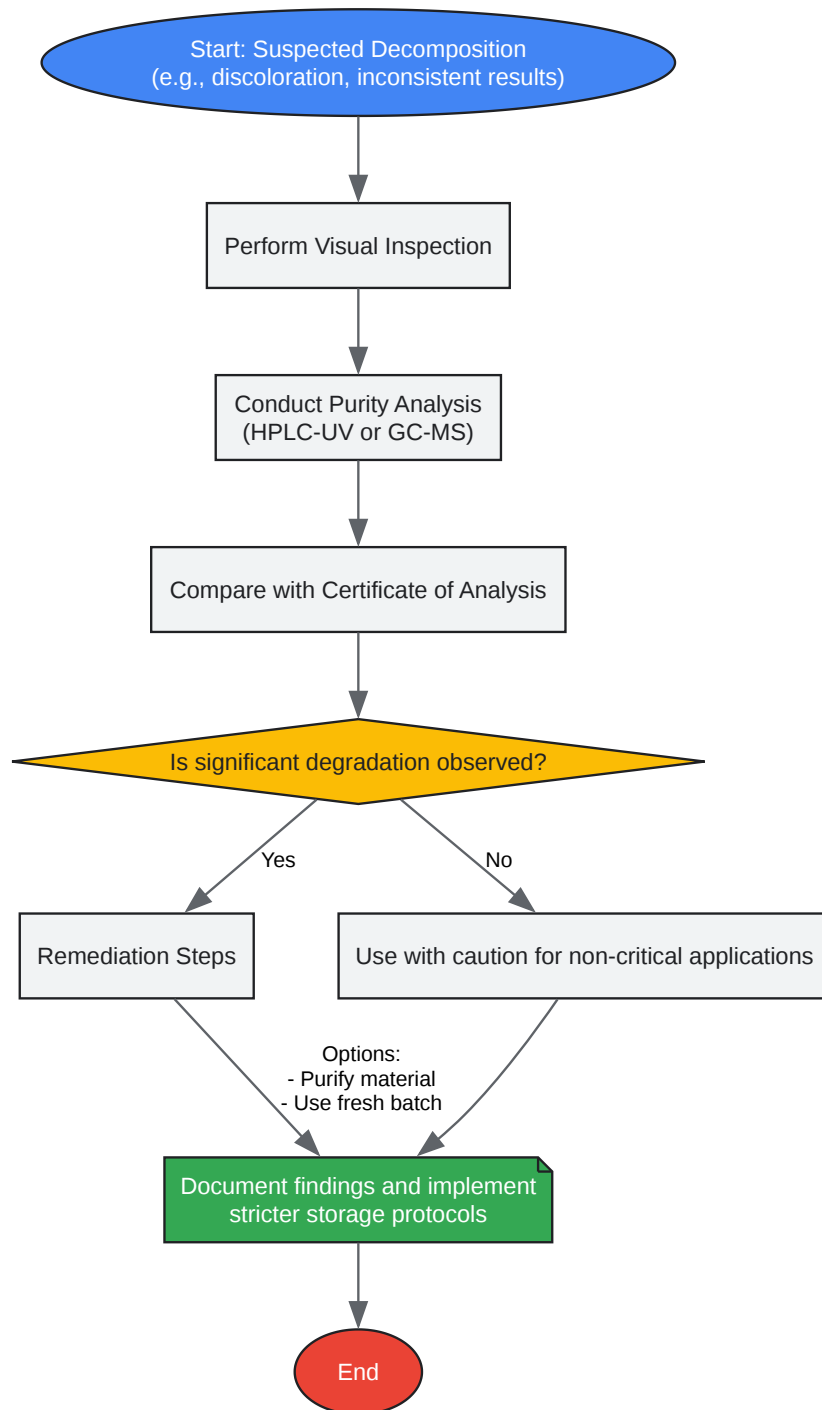 Start: Suspected Decomposition
(e.g., discoloration, inconsistent results)
Perform Visual Inspection
Conduct Purity Analysis
(HPLC-UV or GC-MS)
Compare with Certificate of Analysis
Is significant degradation observed?
Yes
No
Remediation Steps
Use with caution for non-critical applications
Options:
- Purify material
- Use fresh batch
Document findings and implement
stricter storage protocols
End